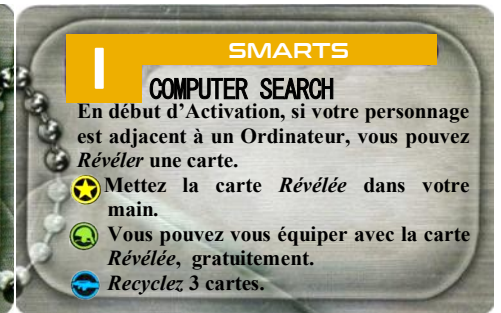 I
SMARTS
COMPUTER SEARCH
En début d'Activation, si votre personnage
est adjacent à un Ordinateur, vous pouvez
Révéler une carte.
Mettez la carte Révélée dans votre
main.
Vous pouvez vous équiper avec la carte
Révélée, gratuitement.
Recyclez 3 cartes.